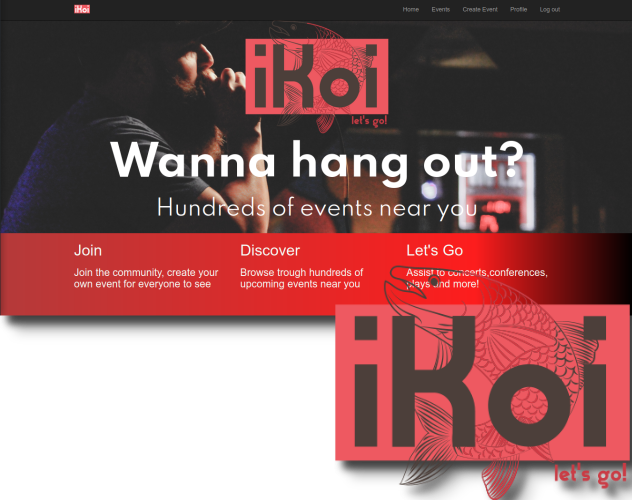 iKoi
Home Events Create Event Profile Log out
iKoi
let's go!
Wanna hang out?
Hundreds of events near you
Join
Join the community, create your
own event for everyone to see
Discover
Browse trough hundreds of
upcoming events near you
Let's Go
Assist to concerts,conferences,
plays and more!
iKoi
let's go!